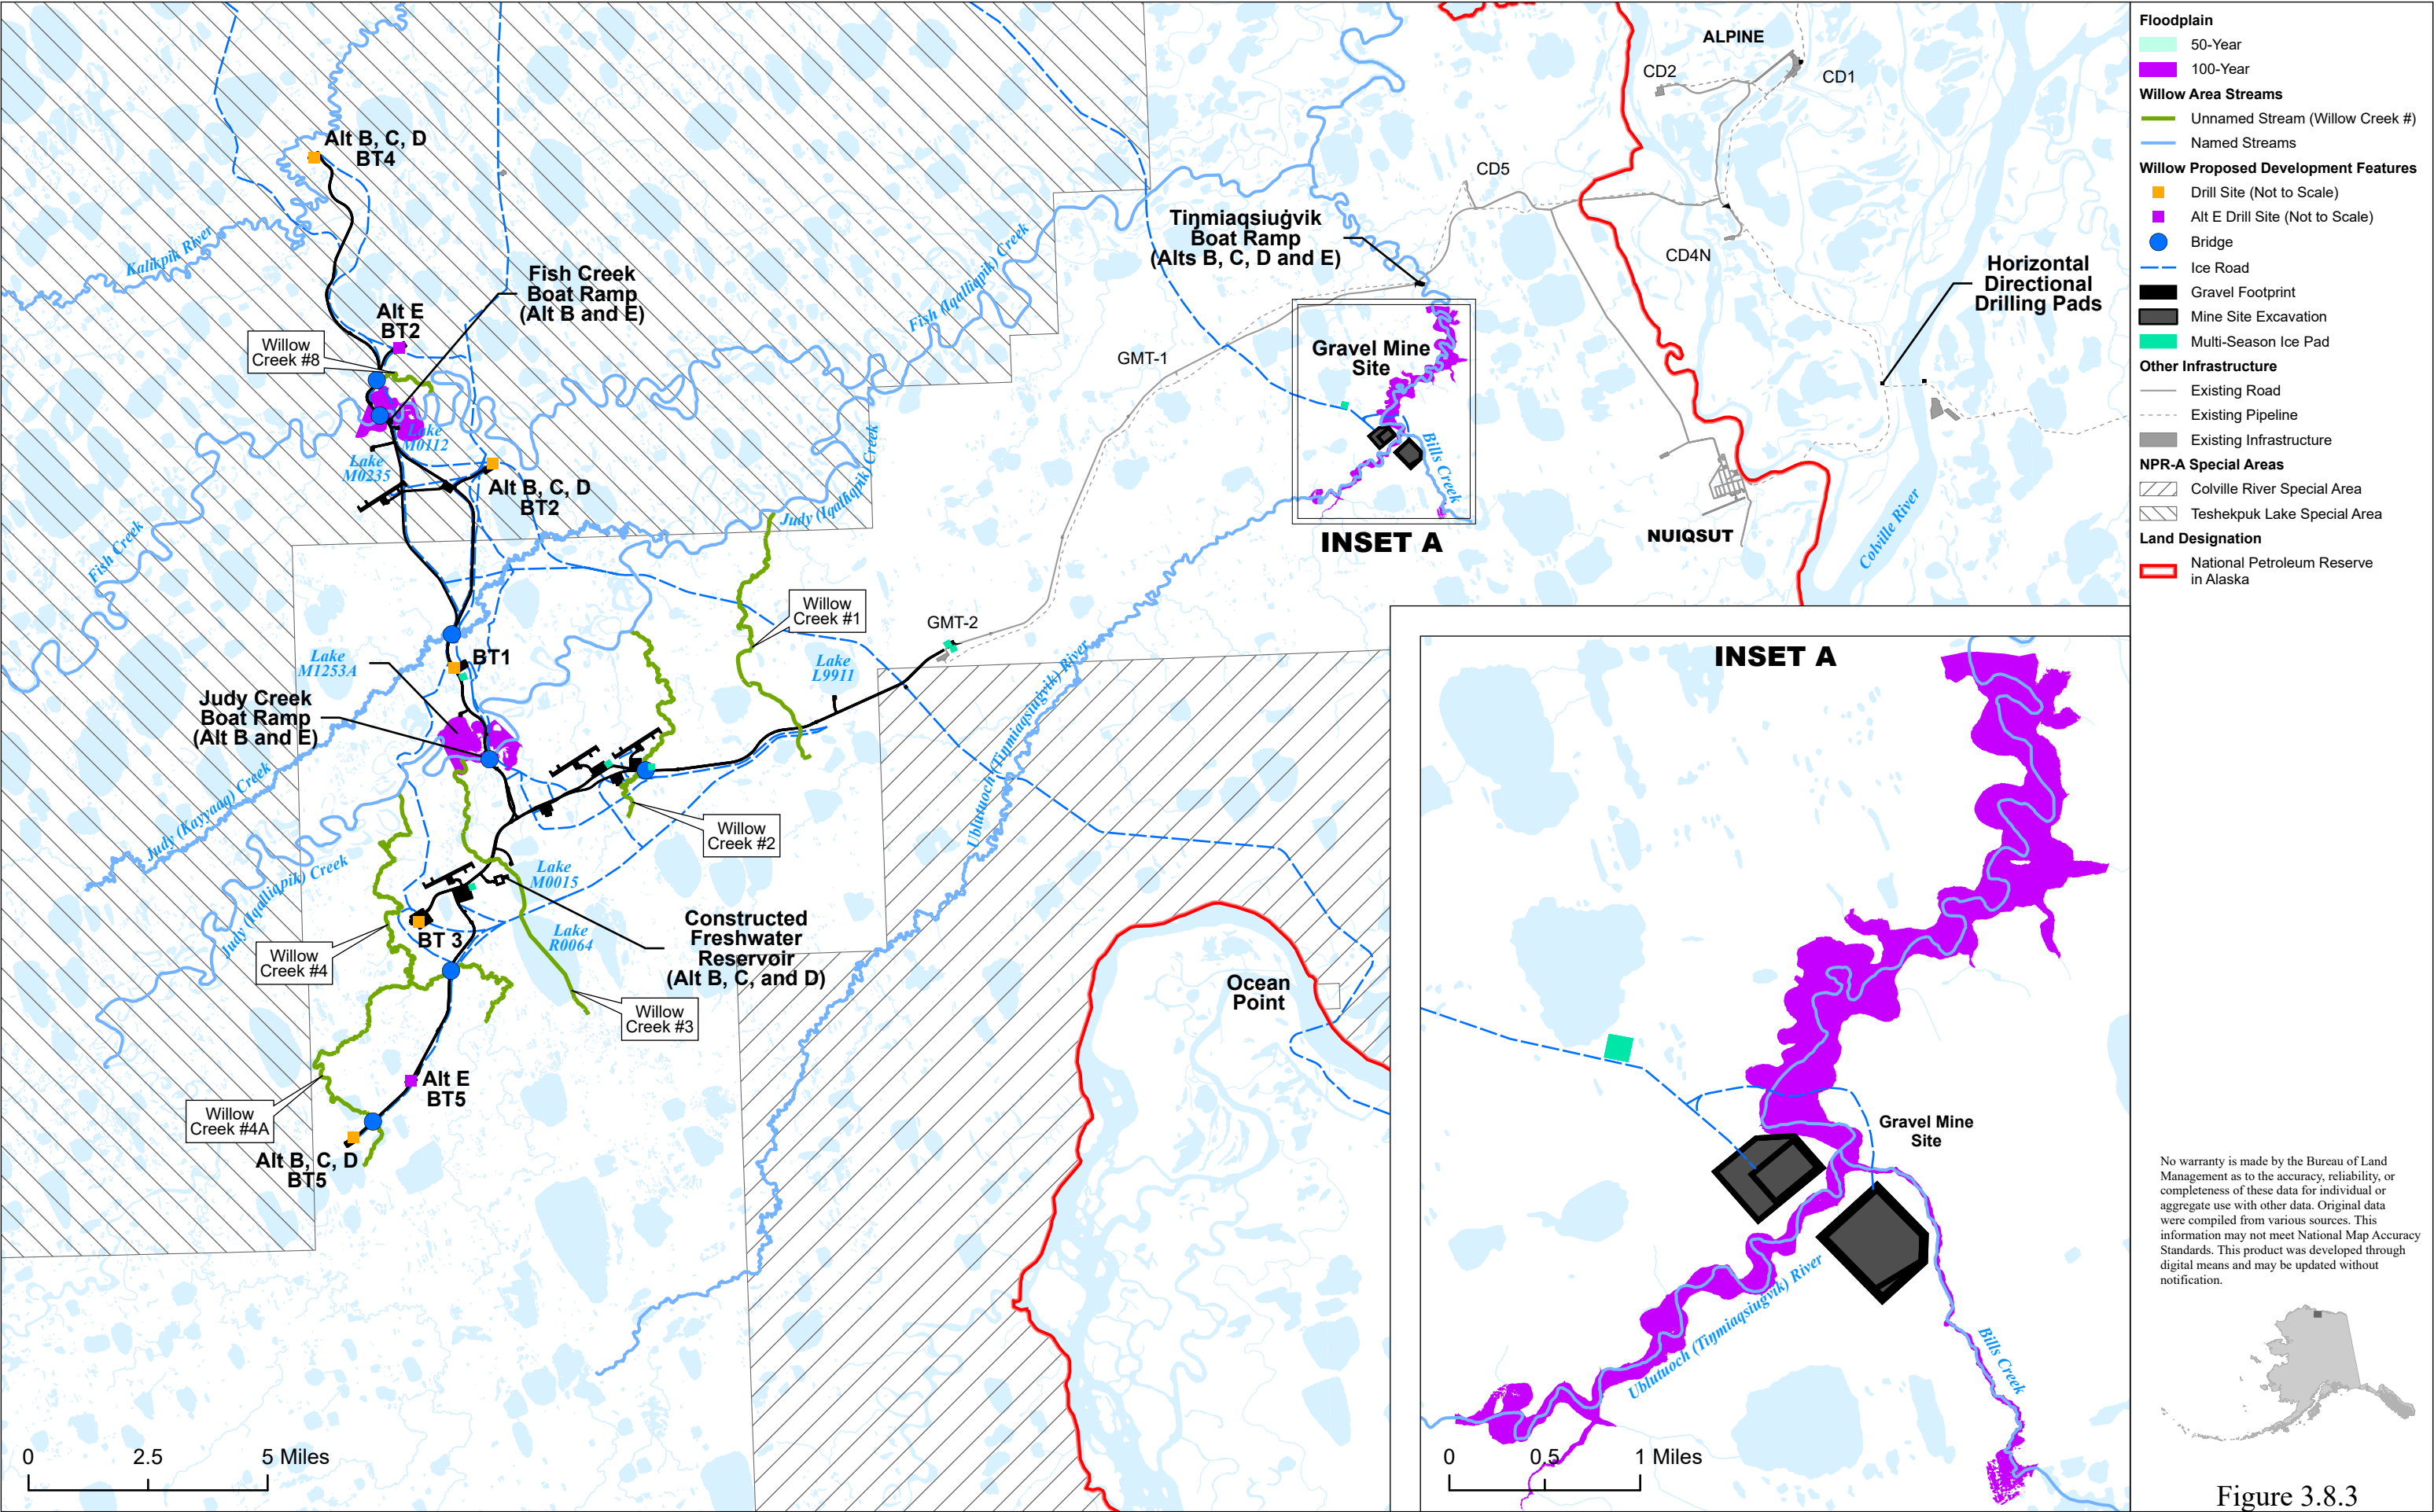 Alt B, C, D
BT4
Kalikpik River
Fish Creek
Boat Ramp
(Alt B and E)
Alt E
BT2
Willow
Creek #8
Lake
M0112
Lake
M0235
Alt B, C, D
BT2
Fish Creek
Fish (Iqalliqpik) Creek
Judy (Iqalliqpik) Creek
Tiŋmiaqsiuġvik
Boat Ramp
(Alts B, C, D and E)
ALPINE
CD2
CD1
CD5
CD4N
Horizontal
Directional
Drilling Pads
GMT-1
Gravel Mine
Site
Bills Creek
INSET A
NUIQSUT
Colville River
Willow
Creek #1
GMT-2
Lake
L9911
Lake
M1253A
BT1
Judy Creek
Boat Ramp
(Alt B and E)
Ublutuoch (Tiŋmiaqsiuġvik) River
Judy (Kayyaaq) Creek
Judy (Iqalliqpik) Creek
Willow
Creek #2
Lake
M0015
Constructed
Freshwater
Reservoir
(Alt B, C, and D)
Lake
R0064
BT 3
Willow
Creek #4
Willow
Creek #3
Ocean
Point
Alt E
BT5
Willow
Creek #4A
Alt B, C, D
BT5
0 2.5 5 Miles
INSET A
Gravel Mine
Site
Ublutuoch (Tiŋmiaqsiuġvik) River
Bills Creek
0 0.5 1 Miles
Floodplain
50-Year
100-Year
Willow Area Streams
Unnamed Stream (Willow Creek #)
Named Streams
Willow Proposed Development Features
Drill Site (Not to Scale)
Alt E Drill Site (Not to Scale)
Bridge
Ice Road
Gravel Footprint
Mine Site Excavation
Multi-Season Ice Pad
Other Infrastructure
Existing Road
Existing Pipeline
Existing Infrastructure
NPR-A Special Areas
Colville River Special Area
Teshekpuk Lake Special Area
Land Designation
National Petroleum Reserve
in Alaska
No warranty is made by the Bureau of Land
Management as to the accuracy, reliability, or
completeness of these data for individual or
aggregate use with other data. Original data
were compiled from various sources. This
information may not meet National Map Accuracy
Standards. This product was developed through
digital means and may be updated without
notification.
Figure 3.8.3